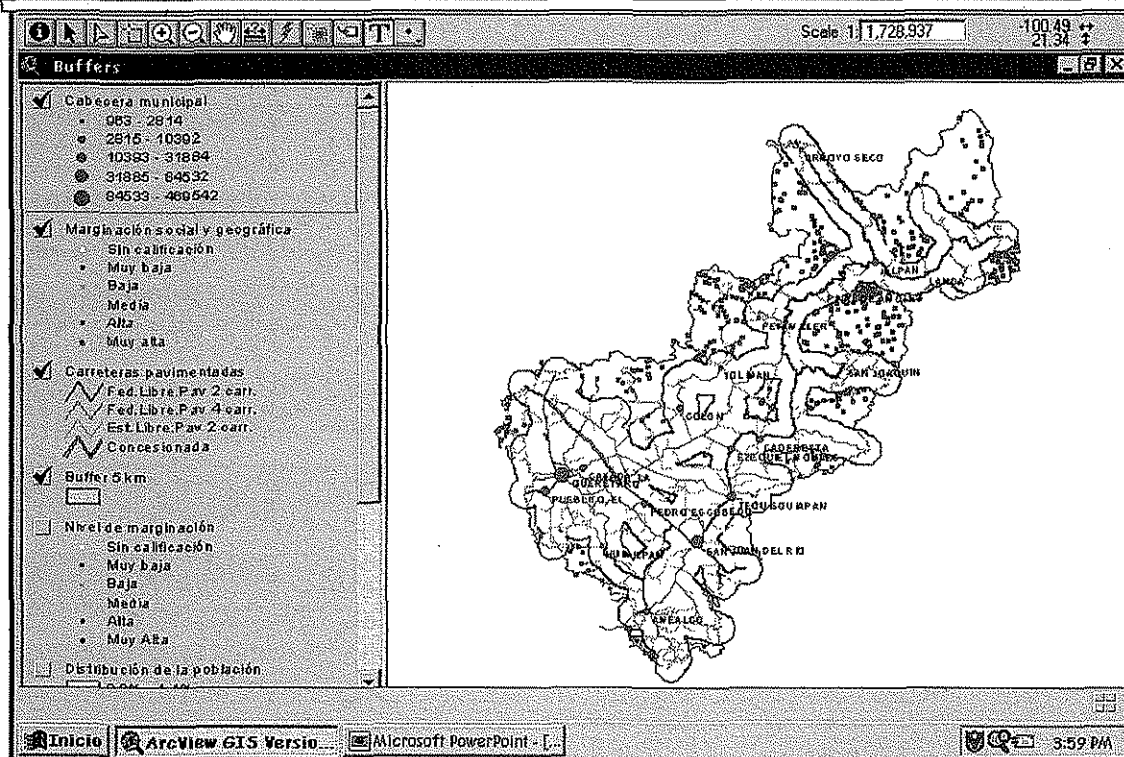 Scale 1: 1,728,937
-100.49
21.34
Buffers
Cabecera municipal
963 - 2814
2815 - 10392
10393 - 31884
31885 - 84532
84533 - 469542
Marginación social y geográfica
Sin calificación
Muy baja
Baja
Media
Alta
Muy alta
Carreteras pavimentadas
Fed.Libre.Pav 2 carr.
Fed.Libre.Pav 4 carr.
Est.Libre.Pav 2 carr.
Concesionada
Buffer 5 km
Nivel de marginación
Sin calificación
Muy baja
Baja
Media
Alta
Muy Alta
Distribución de la población
ARROYO SECO
JALPAN
LANDA
PEÑAMILLER
SAN JOAQUIN
TOLIMAN
COLON
CADEREYTA
EZEQUIEL MONTES
QUERETARO
PUEBLITO, EL
PEDRO ESCOBEDO
TEQUISQUIAPAN
SAN JUAN DEL RIO
HUIMILPAN
AMEALCO
Inicio
ArcView GIS Versio...
Microsoft PowerPoint - [...
3:59 PM